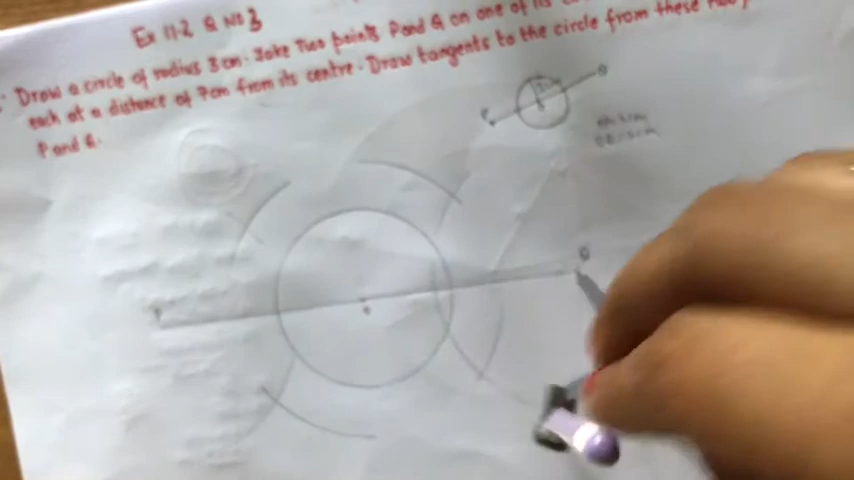 Ex 11.2 Q No 3
Draw a circle of radius 3 cm. Take Two points P and Q on one of its
each at a distance of 7cm from its centre. Draw tangents to the circle from these
P and Q.
P
Q
Q
P